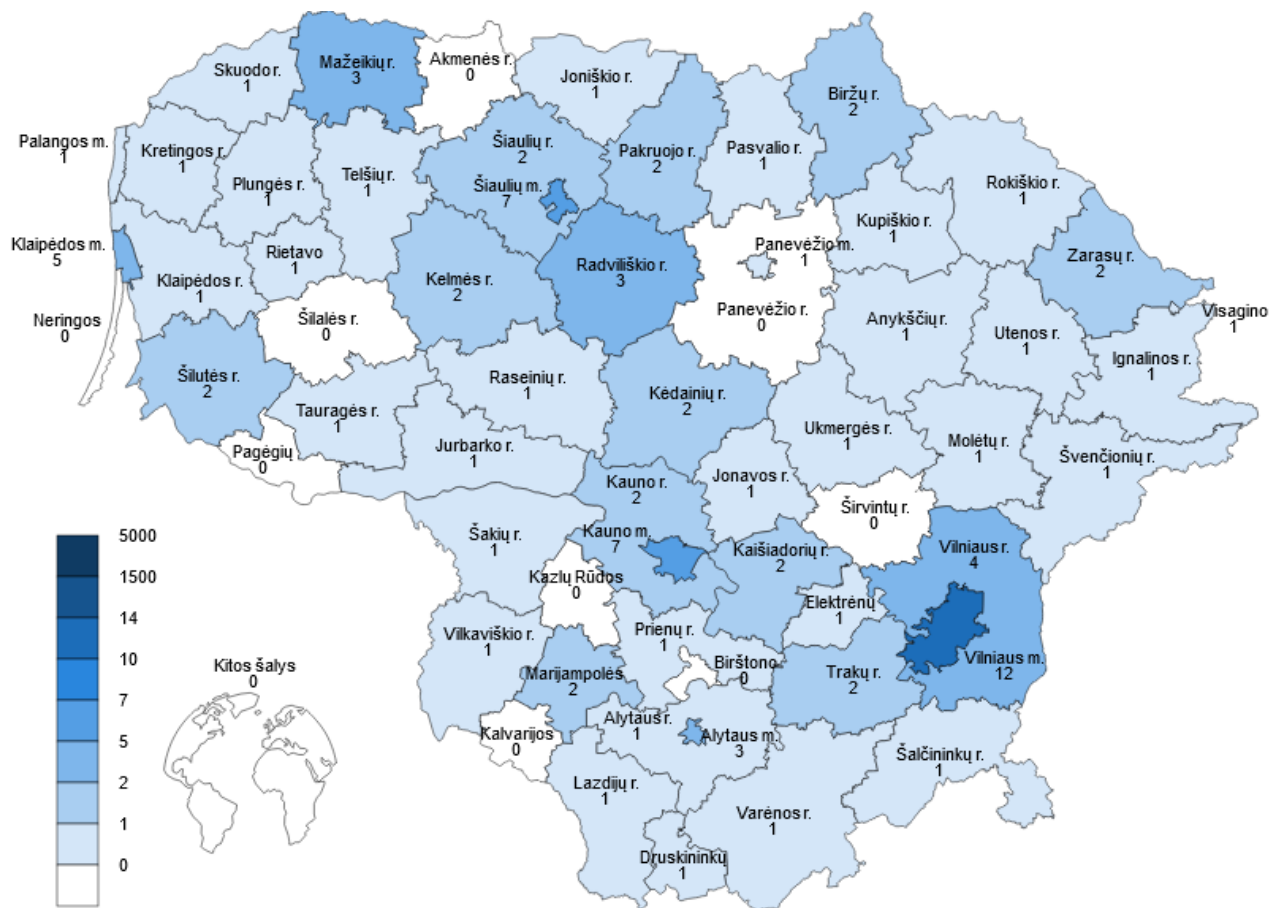 Skuodo r.
1
Mažeikių r.
3
Akmenės r.
0
Joniškio r.
1
Biržų r.
2
Palangos m.
1
Kretingos r.
1
Plungės r.
1
Telšių r.
1
Šiaulių r.
2
Šiaulių m.
7
Pakruojo r.
2
Pasvalio r.
1
Rokiškio r.
1
Kupiškio r.
1
Klaipėdos m.
5
Klaipėdos r.
1
Rietavo
1
Kelmės r.
2
Radviliškio r.
3
Panevėžio m.
1
Panevėžio r.
0
Zarasų r.
2
Neringos
0
Šilalės r.
0
Anykščių r.
1
Utenos r.
1
Visagino
1
Ignalinos r.
1
Šilutės r.
2
Tauragės r.
1
Raseinių r.
1
Kėdainių r.
2
Ukmergės r.
1
Molėtų r.
1
Švenčionių r.
1
Pagėgių
0
Jurbarko r.
1
Kauno r.
2
Jonavos r.
1
Širvintų r.
0
Šakių r.
1
Kauno m.
7
Kaišiadorių r.
2
Vilniaus r.
4
Kazlų Rūdos
0
Elektrėnų
1
Vilkaviškio r.
1
Prienų r.
1
Birštono
0
Marijampolės
2
Trakų r.
2
Vilniaus m.
12
Kalvarijos
0
Alytaus r.
1
Alytaus m.
3
Šalčininkų r.
1
Lazdijų r.
1
Varėnos r.
1
Druskininkų
1
5000
1500
14
10
7
5
2
1
0
Kitos šalys
0